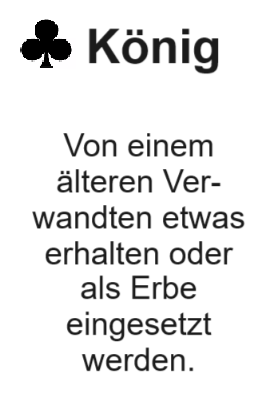 ♣ König
Von einem
älteren Ver-
wandten etwas
erhalten oder
als Erbe
eingesetzt
werden.